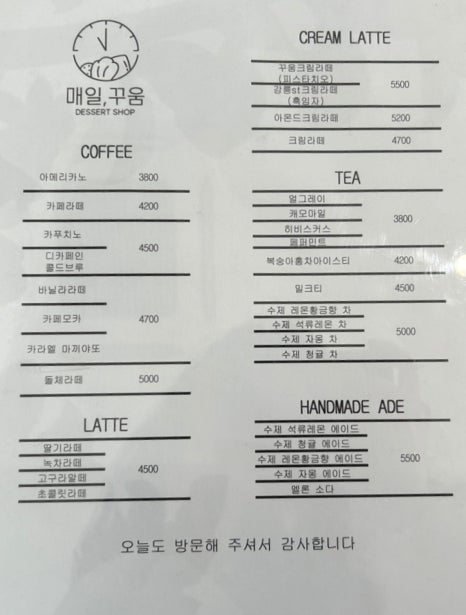 매일,꾸움
DESSERT SHOP
COFFEE
아메리카노 3800
카페라떼 4200
카푸치노
4500
디카페인
콜드브루
바닐라라떼
카페모카 4700
카라멜 마끼아또
돌체라떼 5000
LATTE
딸기라떼
녹차라떼
4500
고구라말떼
초콜릿라떼
CREAM LATTE
꾸움크림라떼
(피스타치오)
5500
강릉st크림라떼
(흑임자)
아몬드크림라떼 5200
크림라떼 4700
TEA
얼그레이
캐모마일
3800
히비스커스
페퍼민트
복숭아홍차아이스티 4200
밀크티 4500
수제 레몬황금향 차
수제 석류레몬 차
5000
수제 자몽 차
수제 청귤 차
HANDMADE ADE
수제 석류레몬 에이드
수제 청귤 에이드
수제 레몬황금향 에이드 5500
수제 자몽 에이드
멜론 소다
오늘도 방문해 주셔서 감사합니다